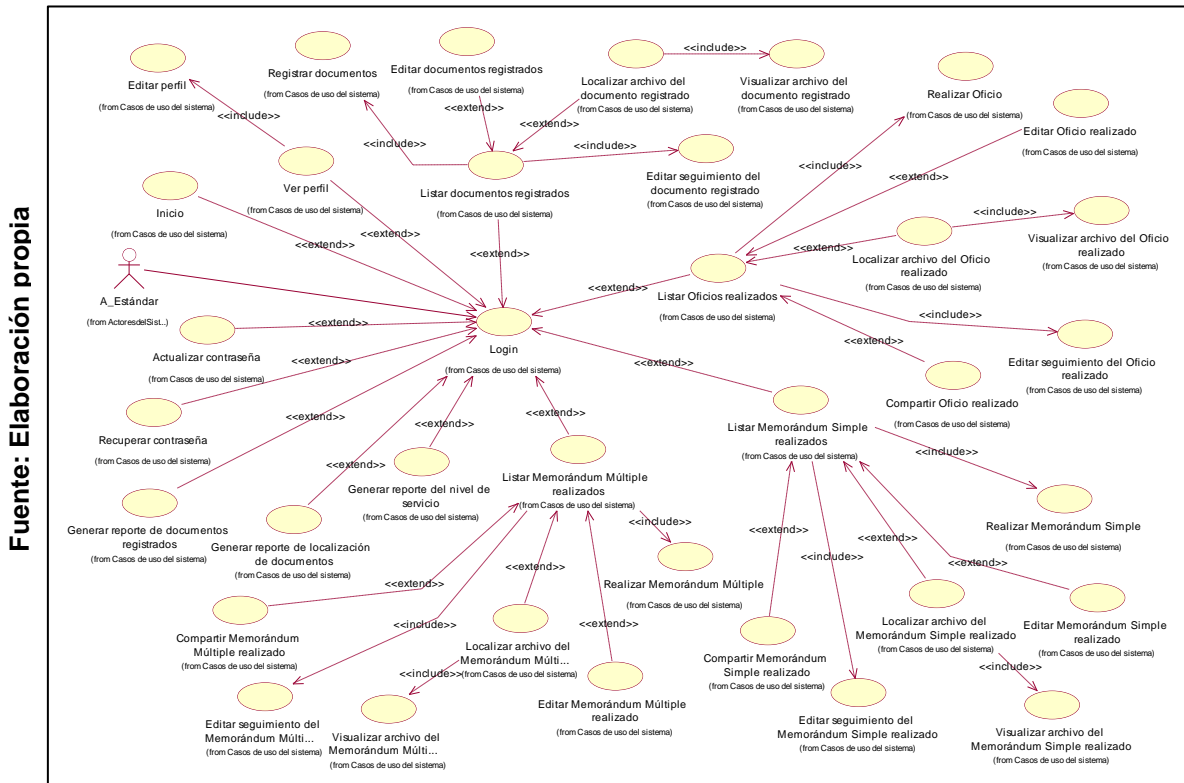 Fuente: Elaboración propia
Editar perfil
(from Casos de uso del sistema)
<<include>>
Registrar documentos
(from Casos de uso del sistema)
<<include>>
Editar documentos registrados
(from Casos de uso del sistema)
<<extend>>
Localizar archivo del
documento registrado
(from Casos de uso del sistema)
<<extend>>
<<include>>
Visualizar archivo del
documento registrado
(from Casos de uso del sistema)
Realizar Oficio
(from Casos de uso del sistema)
<<include>>
Editar Oficio realizado
(from Casos de uso del sistema)
<<extend>>
Ver perfil
(from Casos de uso del sistema)
<<extend>>
Listar documentos registrados
(from Casos de uso del sistema)
<<extend>>
<<include>>
Editar seguimiento del
documento registrado
(from Casos de uso del sistema)
Inicio
(from Casos de uso del sistema)
<<extend>>
A_Estándar
(from ActoresdelSist...)
Listar Oficios realizados
(from Casos de uso del sistema)
<<extend>>
<<extend>>
Localizar archivo del Oficio
realizado
(from Casos de uso del sistema)
<<include>>
Visualizar archivo del Oficio
realizado
(from Casos de uso del sistema)
<<include>>
Editar seguimiento del Oficio
realizado
(from Casos de uso del sistema)
<<extend>>
Compartir Oficio realizado
(from Casos de uso del sistema)
Login
(from Casos de uso del sistema)
Actualizar contraseña
(from Casos de uso del sistema)
<<extend>>
Recuperar contraseña
(from Casos de uso del sistema)
<<extend>>
Generar reporte de documentos
registrados
(from Casos de uso del sistema)
<<extend>>
Generar reporte de localización
de documentos
(from Casos de uso del sistema)
<<extend>>
Generar reporte del nivel de
servicio
(from Casos de uso del sistema)
<<extend>>
Listar Memorándum Múltiple
realizados
(from Casos de uso del sistema)
<<extend>>
Listar Memorándum Simple
realizados
(from Casos de uso del sistema)
<<extend>>
<<include>>
Realizar Memorándum Simple
(from Casos de uso del sistema)
<<include>>
Realizar Memorándum Múltiple
(from Casos de uso del sistema)
<<extend>>
Compartir Memorándum
Múltiple realizado
(from Casos de uso del sistema)
<<include>>
Editar seguimiento del
Memorándum Múlti...
(from Casos de uso del sistema)
<<extend>>
Localizar archivo del
Memorándum Múlti...
(from Casos de uso del sistema)
<<include>>
Visualizar archivo del
Memorándum Múlti...
(from Casos de uso del sistema)
<<extend>>
Editar Memorándum Múltiple
realizado
(from Casos de uso del sistema)
<<extend>>
Compartir Memorándum
Simple realizado
(from Casos de uso del sistema)
<<include>>
Editar seguimiento del
Memorándum Simple realizado
(from Casos de uso del sistema)
<<extend>>
Localizar archivo del
Memorándum Simple realizado
(from Casos de uso del sistema)
<<include>>
Visualizar archivo del
Memorándum Simple realizado
(from Casos de uso del sistema)
<<extend>>
Editar Memorándum Simple
realizado
(from Casos de uso del sistema)